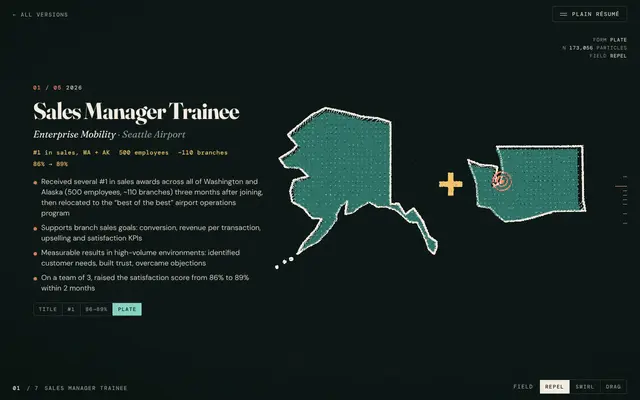 ← ALL VERSIONS
PLAIN RÉSUMÉ
FORM PLATE
N 173,056 PARTICLES
FIELD REPEL
01 / 05 2026
Sales Manager Trainee
Enterprise Mobility · Seattle Airport
#1 in sales, WA + AK 500 employees ~110 branches
86% → 89%
Received several #1 in sales awards across all of Washington and
Alaska (500 employees, ~110 branches) three months after joining,
then relocated to the "best of the best" airport operations
program
Supports branch sales goals: conversion, revenue per transaction,
upselling and satisfaction KPIs
Measurable results in high-volume environments: identified
customer needs, built trust, overcame objections
On a team of 3, raised the satisfaction score from 86% to 89%
within 2 months
TITLE #1 86→89% PLATE
01 / 7 SALES MANAGER TRAINEE
FIELD REPEL SWIRL DRAG